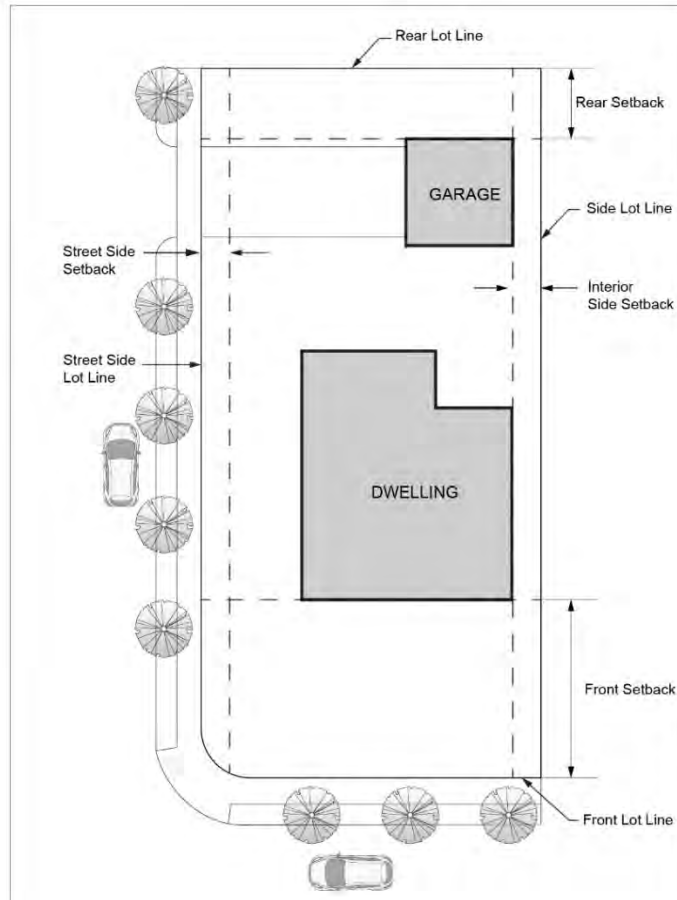 Rear Lot Line
Rear Setback
GARAGE
Side Lot Line
Street Side
Setback
Interior
Side Setback
Street Side
Lot Line
DWELLING
Front Setback
Front Lot Line